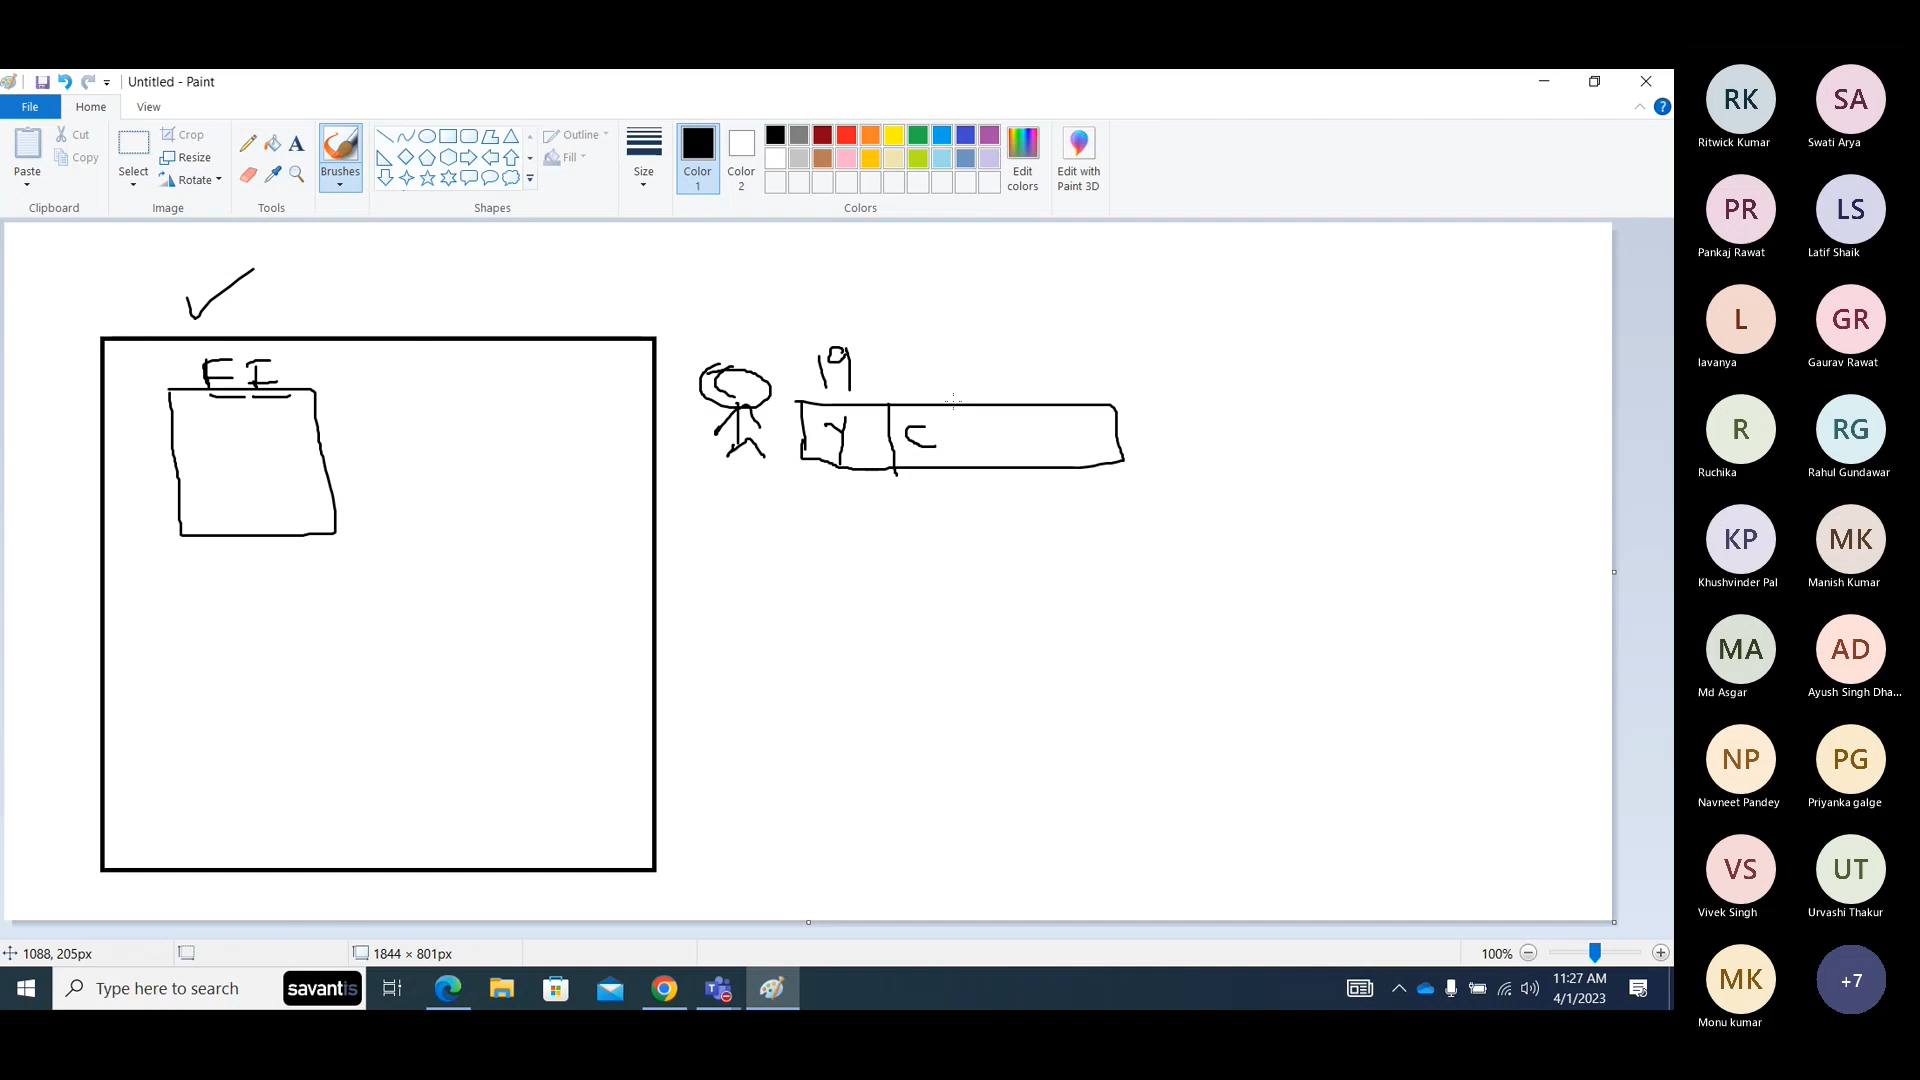 Untitled - Paint
File
Home
View
Paste
Cut
Copy
Clipboard
Select
Crop
Resize
Rotate
Image
A
Tools
Brushes
Outline
Fill
Shapes
Size
Color 1
Color 2
Edit colors
Colors
Edit with Paint 3D
?
Y
C
1088, 205px
1844 × 801px
100%
Type here to search
savantis
11:27 AM
4/1/2023
RK
Ritwick Kumar
SA
Swati Arya
PR
Pankaj Rawat
LS
Latif Shaik
L
lavanya
GR
Gaurav Rawat
R
Ruchika
RG
Rahul Gundawar
KP
Khushvinder Pal
MK
Manish Kumar
MA
Md Asgar
AD
Ayush Singh Dha...
NP
Navneet Pandey
PG
Priyanka galge
VS
Vivek Singh
UT
Urvashi Thakur
MK
Monu kumar
+7